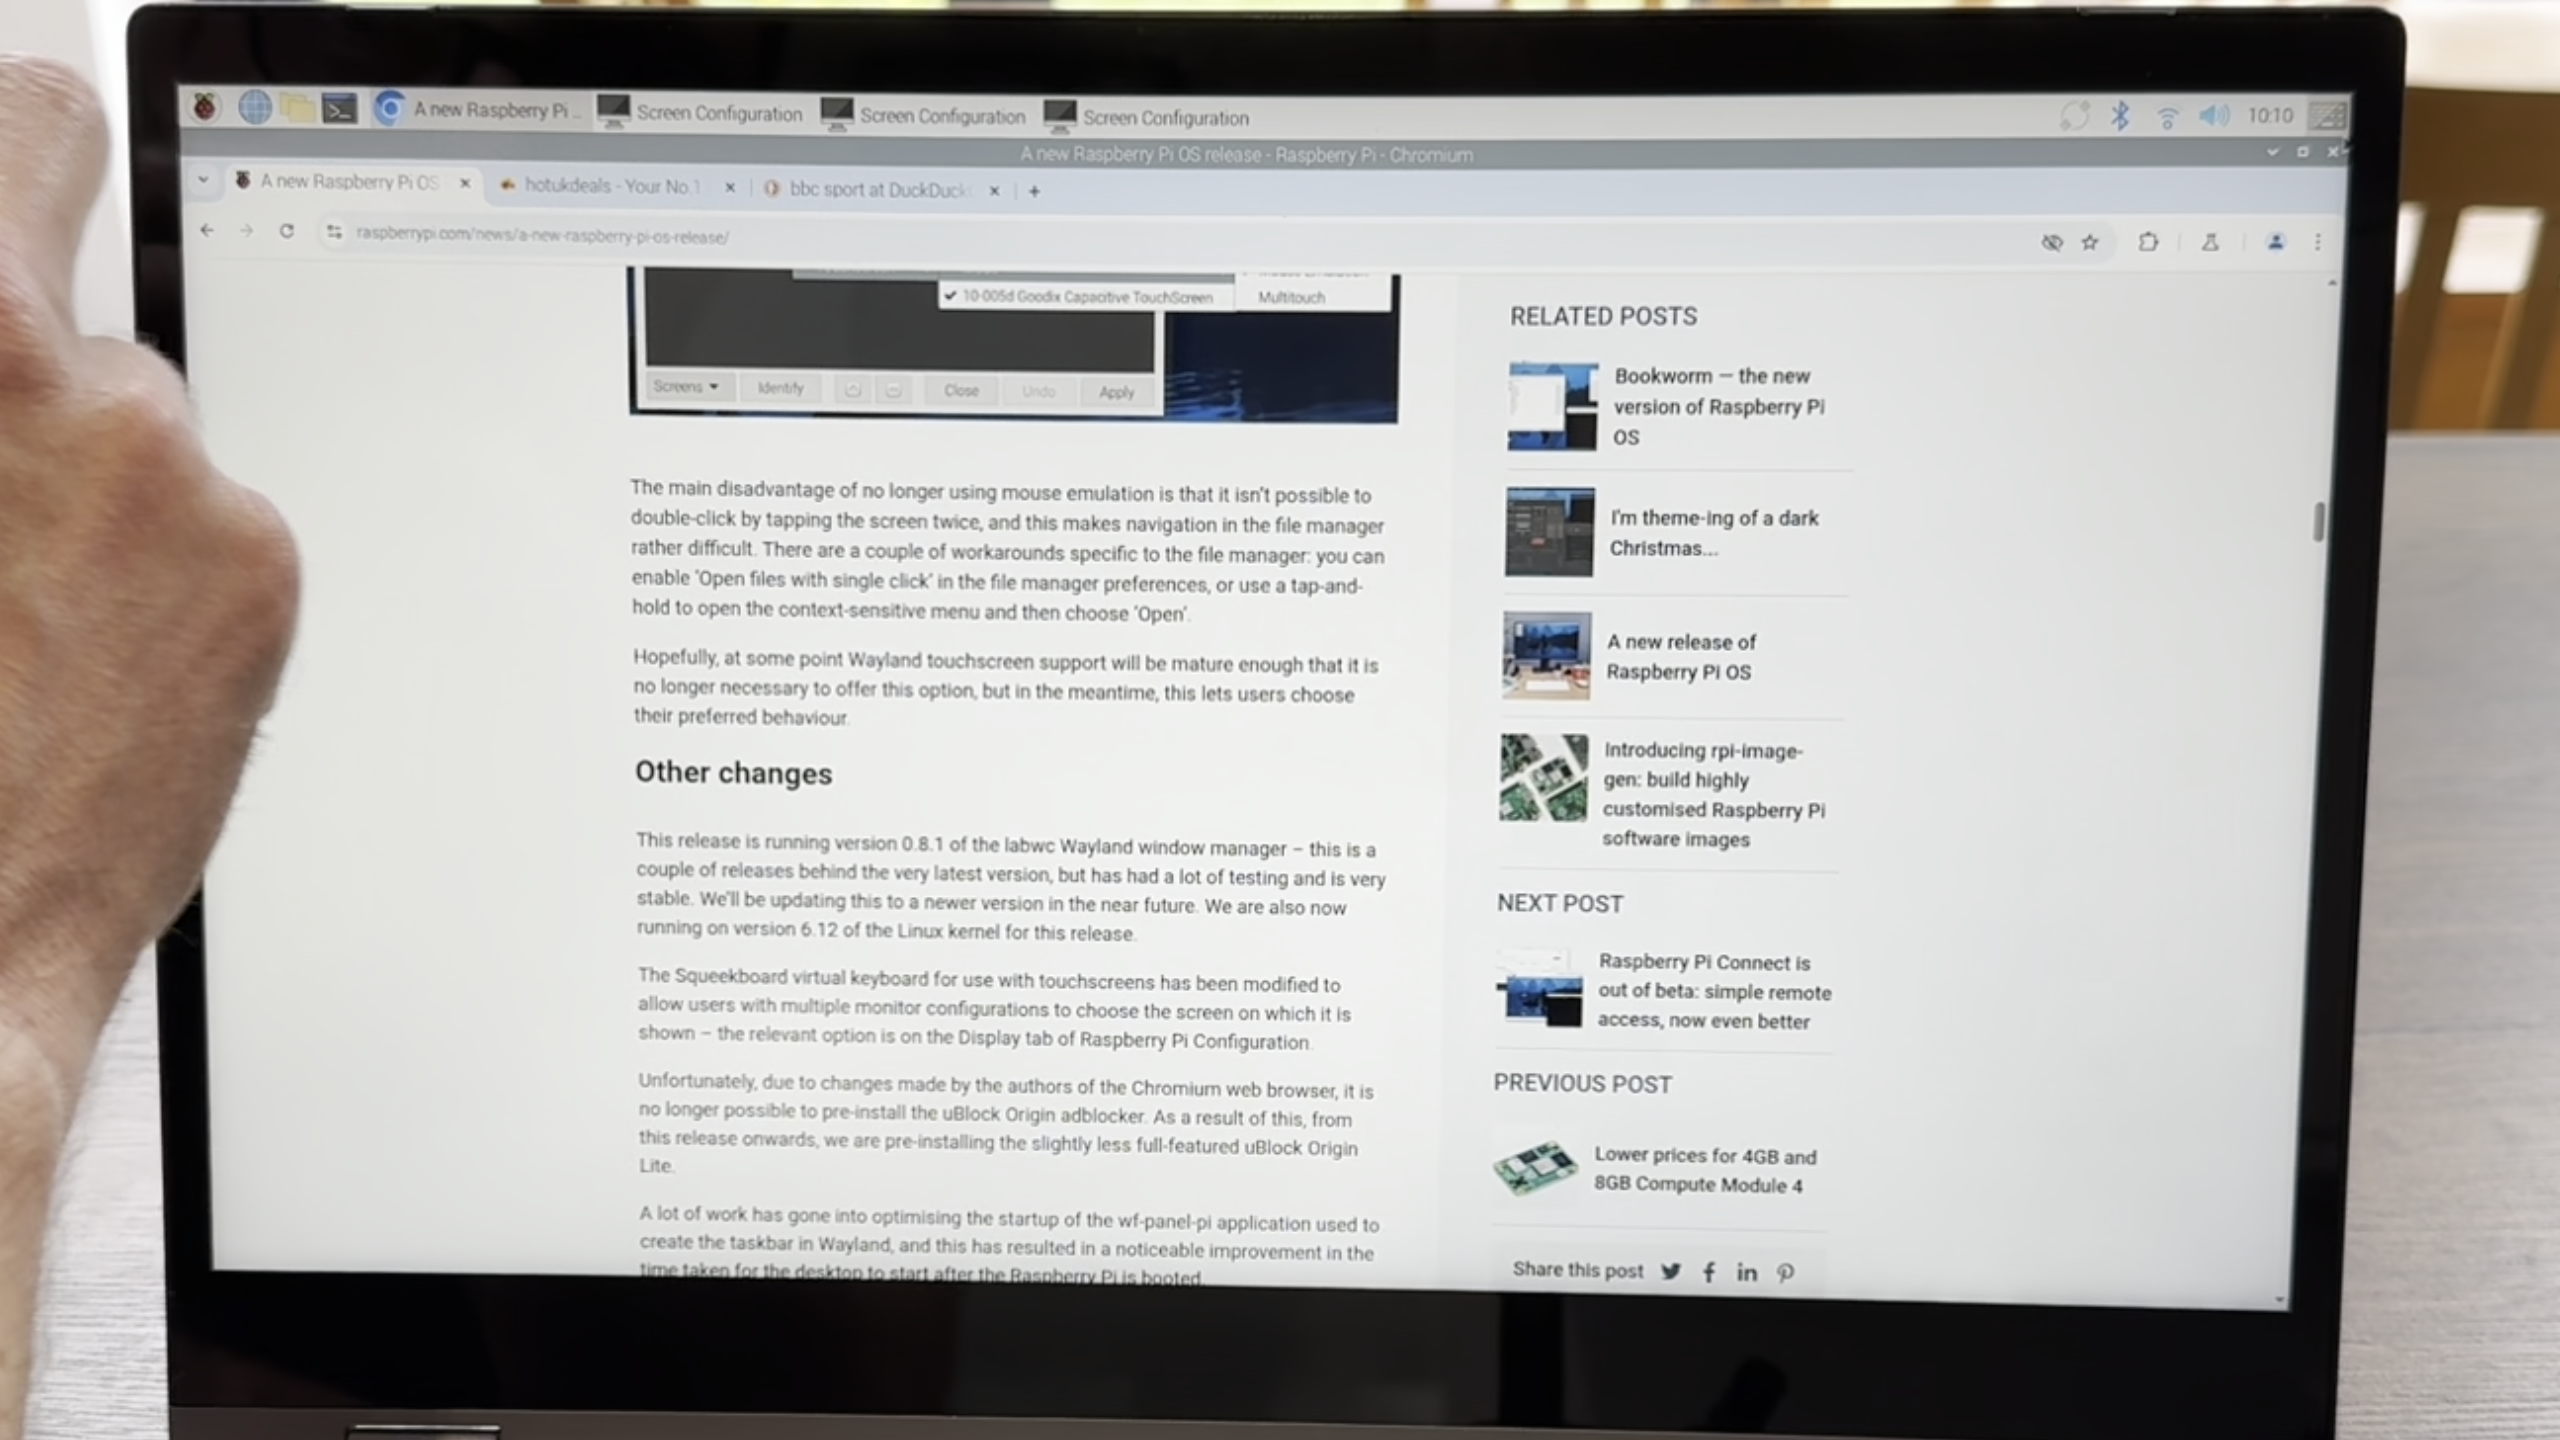 A new Raspberry Pi ...
Screen Configuration
Screen Configuration
Screen Configuration
10:10
A new Raspberry Pi OS release - Raspberry Pi - Chromium
A new Raspberry Pi OS
hotukdeals - Your No.1
bbc sport at DuckDuck
raspberrypi.com/news/a-new-raspberry-pi-os-release/
10-005d Goodix Capacitive TouchScreen
Multitouch
Screens
Identify
Close
Undo
Apply
The main disadvantage of no longer using mouse emulation is that it isn't possible to
double-click by tapping the screen twice, and this makes navigation in the file manager
rather difficult. There are a couple of workarounds specific to the file manager: you can
enable 'Open files with single click' in the file manager preferences, or use a tap-and-
hold to open the context-sensitive menu and then choose 'Open'.
Hopefully, at some point Wayland touchscreen support will be mature enough that it is
no longer necessary to offer this option, but in the meantime, this lets users choose
their preferred behaviour.
Other changes
This release is running version 0.8.1 of the labwc Wayland window manager – this is a
couple of releases behind the very latest version, but has had a lot of testing and is very
stable. We'll be updating this to a newer version in the near future. We are also now
running on version 6.12 of the Linux kernel for this release.
The Squeekboard virtual keyboard for use with touchscreens has been modified to
allow users with multiple monitor configurations to choose the screen on which it is
shown – the relevant option is on the Display tab of Raspberry Pi Configuration.
Unfortunately, due to changes made by the authors of the Chromium web browser, it is
no longer possible to pre-install the uBlock Origin adblocker. As a result of this, from
this release onwards, we are pre-installing the slightly less full-featured uBlock Origin
Lite.
A lot of work has gone into optimising the startup of the wf-panel-pi application used to
create the taskbar in Wayland, and this has resulted in a noticeable improvement in the
time taken for the desktop to start after the Raspberry Pi is booted.
RELATED POSTS
Bookworm — the new
version of Raspberry Pi
OS
I'm theme-ing of a dark
Christmas...
A new release of
Raspberry Pi OS
Introducing rpi-image-
gen: build highly
customised Raspberry Pi
software images
NEXT POST
Raspberry Pi Connect is
out of beta: simple remote
access, now even better
PREVIOUS POST
Lower prices for 4GB and
8GB Compute Module 4
Share this post